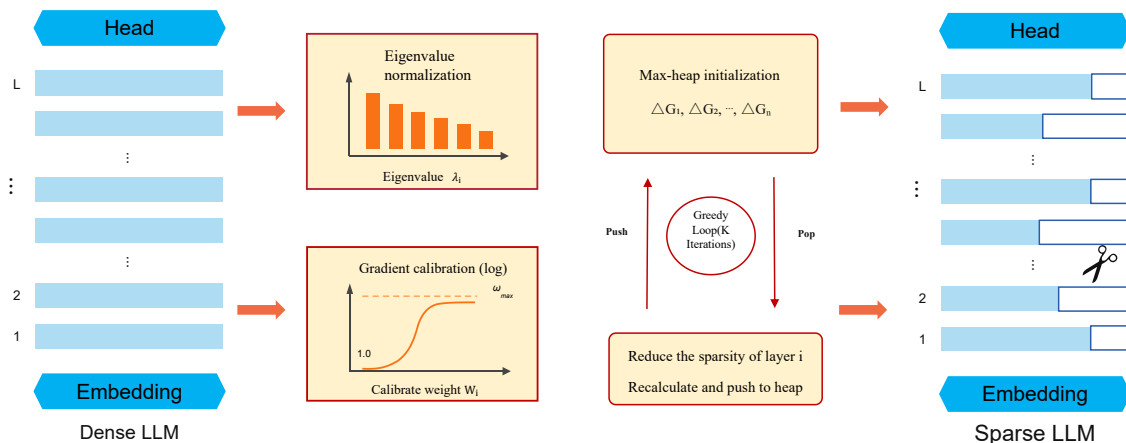 Head
L
⋮
⋮
⋮
2
1
Embedding
Dense LLM
Eigenvalue
normalization
Eigenvalue λi
Gradient calibration (log)
ωmax
1.0
Calibrate weight Wi
Max-heap initialization
△G1, △G2, ···, △Gn
Push
Greedy
Loop(K
Iterations)
Pop
Reduce the sparsity of layer i
Recalculate and push to heap
Head
L
⋮
⋮
⋮
2
1
Embedding
Sparse LLM